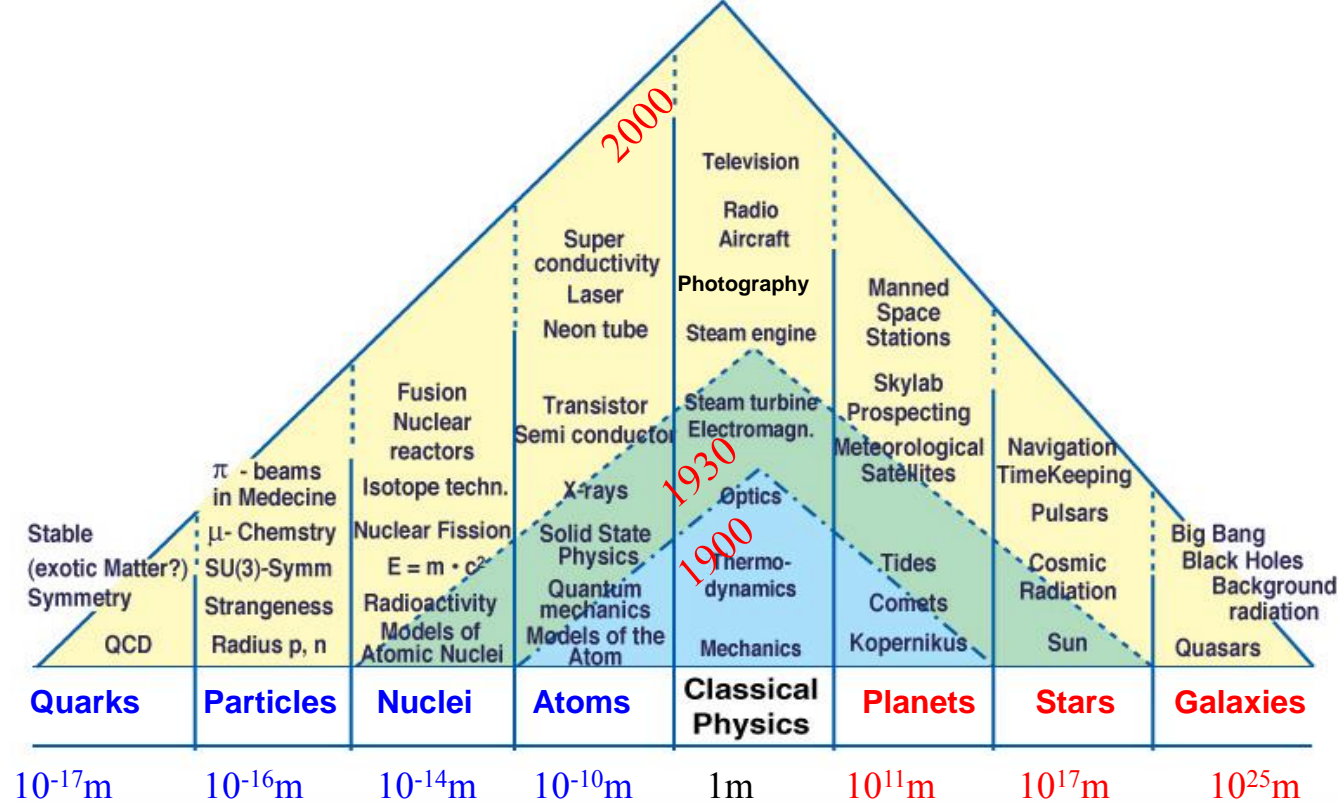 2000
1930
1900
Stable
(exotic Matter?)
Symmetry
QCD
π - beams
in Medecine
μ- Chemstry
SU(3)-Symm
Strangeness
Radius p, n
Fusion
Nuclear
reactors
Isotope techn.
Nuclear Fission
E = m • c²
Radioactivity
Models of
Atomic Nuclei
Super
conductivity
Laser
Neon tube
Transistor
Semi conductor
X-rays
Solid State
Physics
Quantum
mechanics
Models of the
Atom
Television
Radio
Aircraft
Photography
Steam engine
Steam turbine
Electromagn.
Optics
Thermo-
dynamics
Mechanics
Manned
Space
Stations
Skylab
Prospecting
Meteorological
Satellites
Tides
Comets
Kopernikus
Navigation
TimeKeeping
Pulsars
Cosmic
Radiation
Sun
Big Bang
Black Holes
Background
radiation
Quasars
Quarks Particles Nuclei Atoms Classical Physics Planets Stars Galaxies
10⁻¹⁷m 10⁻¹⁶m 10⁻¹⁴m 10⁻¹⁰m 1m 10¹¹m 10¹⁷m 10²⁵m